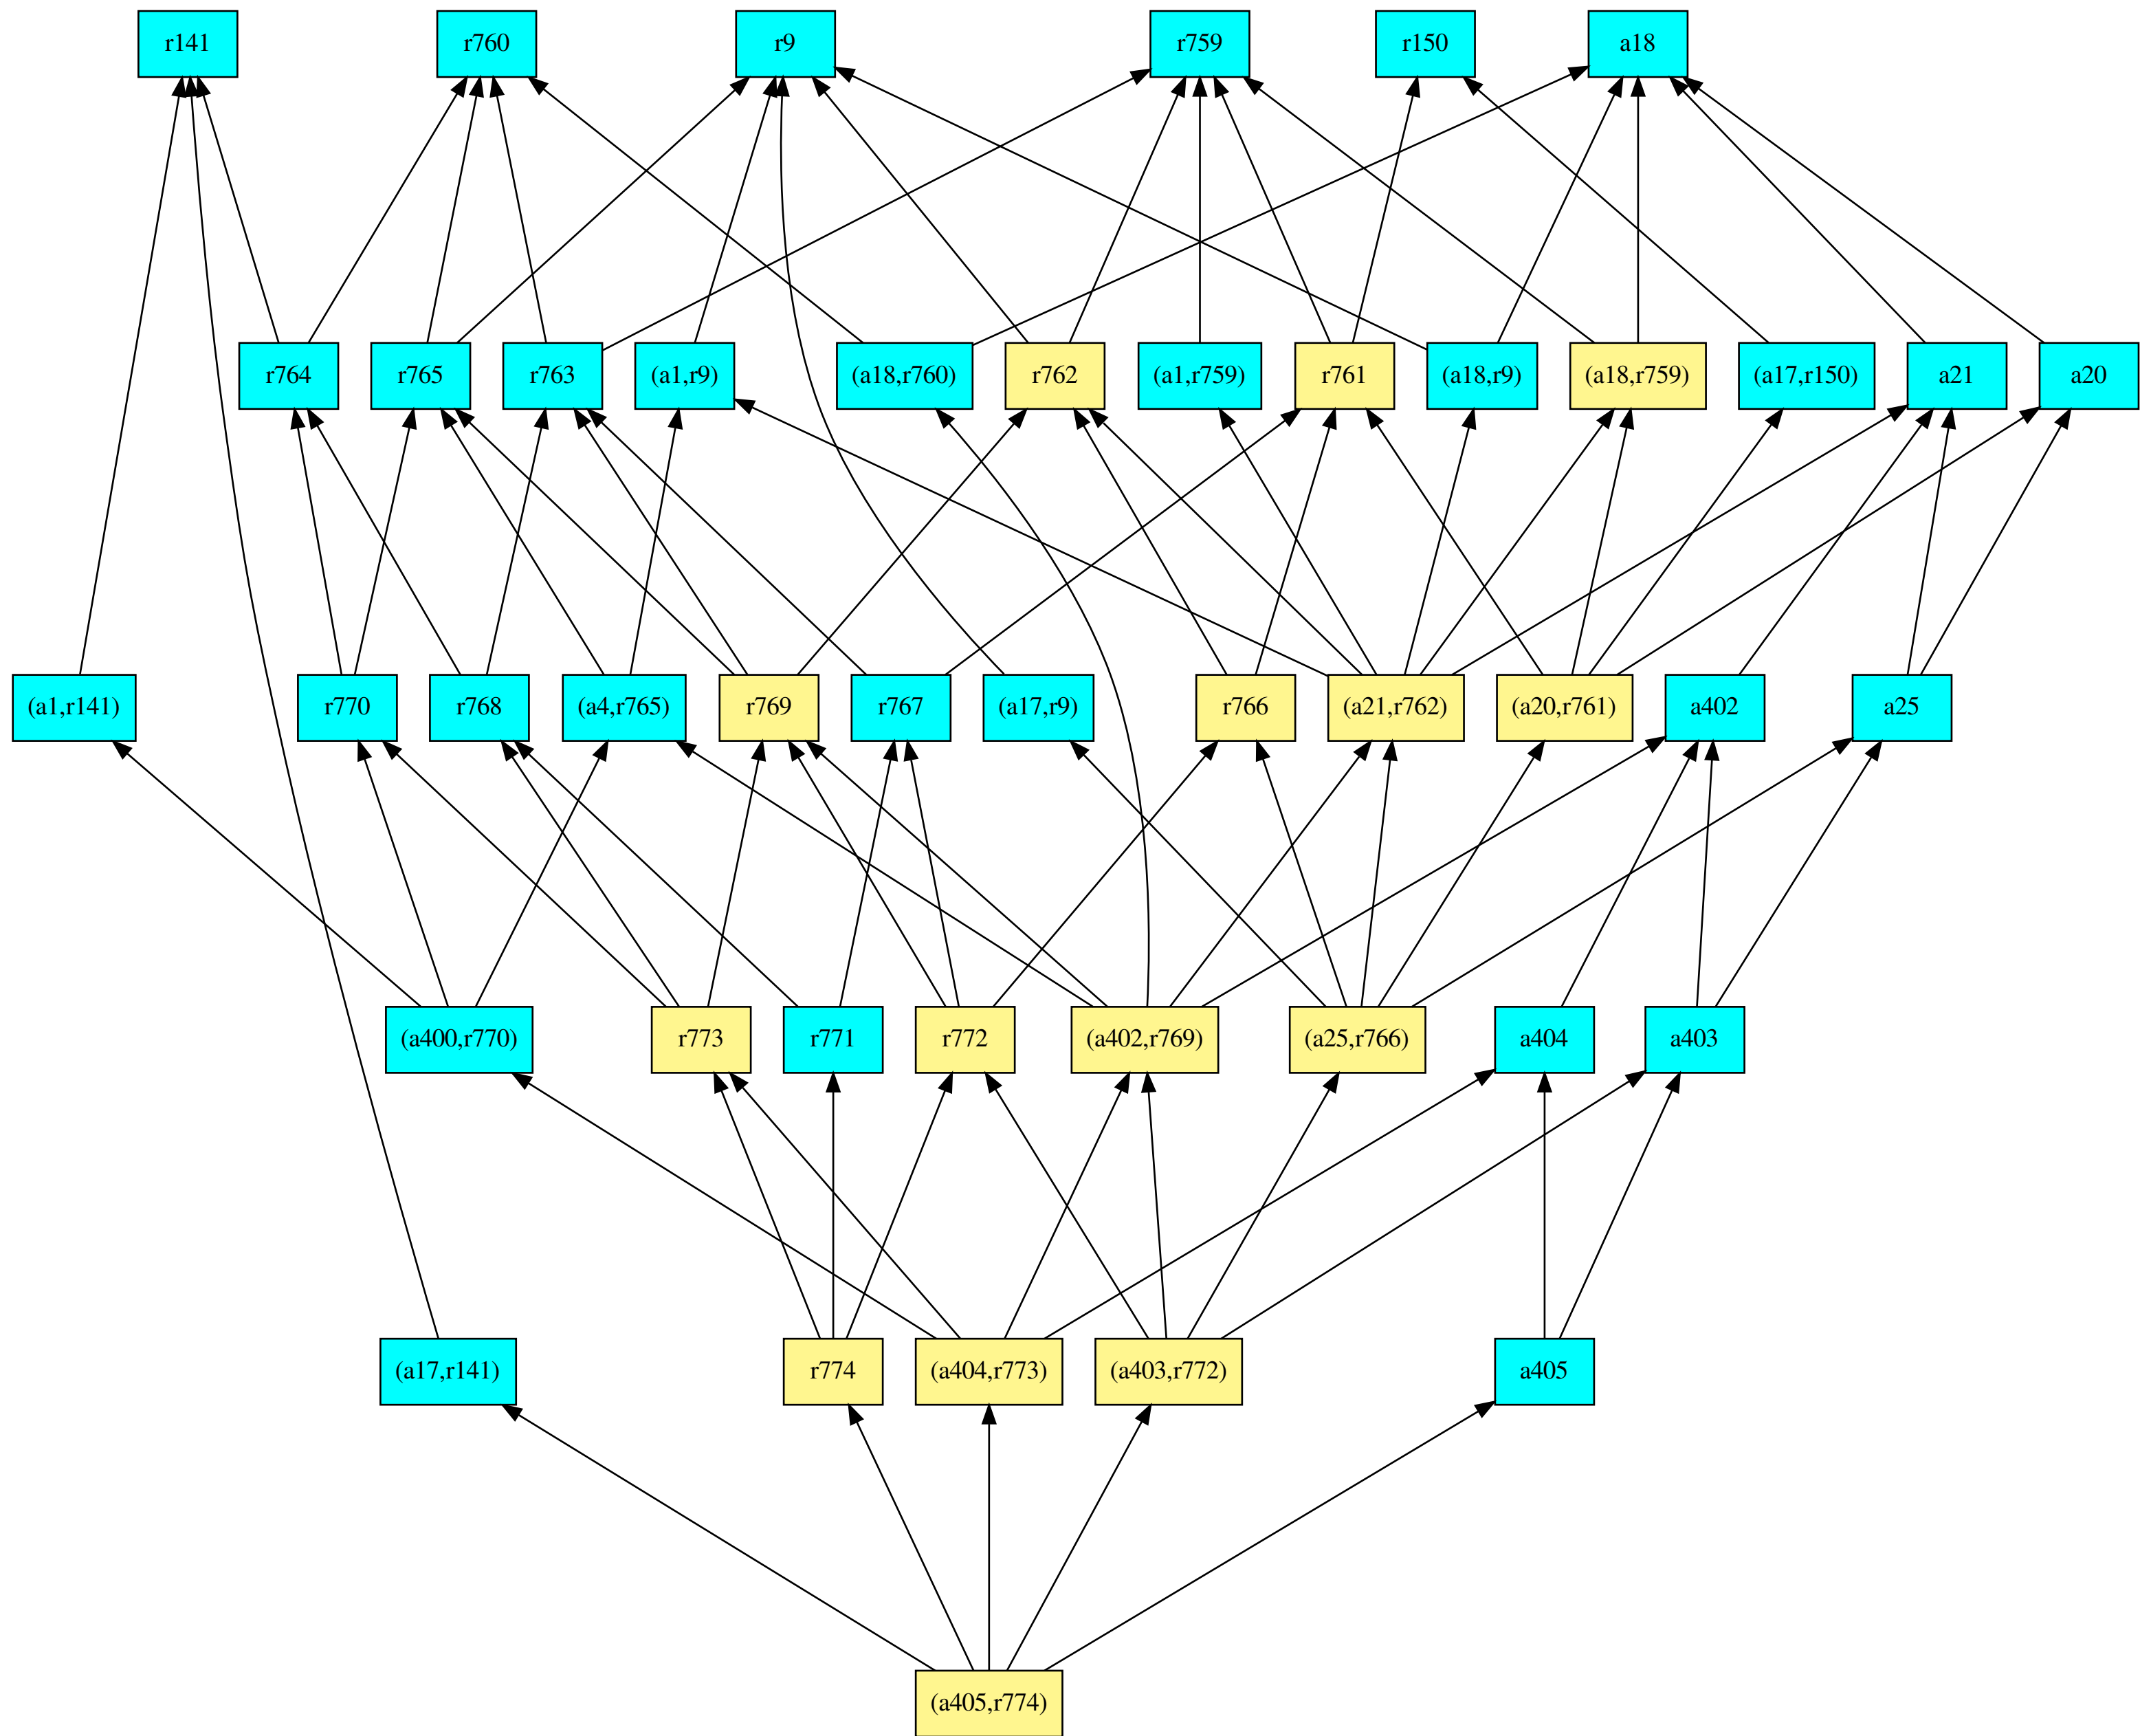 r141
r760
r9
r759
r150
a18
r764
r765
r763
(a1,r9)
(a18,r760)
r762
(a1,r759)
r761
(a18,r9)
(a18,r759)
(a17,r150)
a21
a20
(a1,r141)
r770
r768
(a4,r765)
r769
r767
(a17,r9)
r766
(a21,r762)
(a20,r761)
a402
a25
(a400,r770)
r773
r771
r772
(a402,r769)
(a25,r766)
a404
a403
(a17,r141)
r774
(a404,r773)
(a403,r772)
a405
(a405,r774)